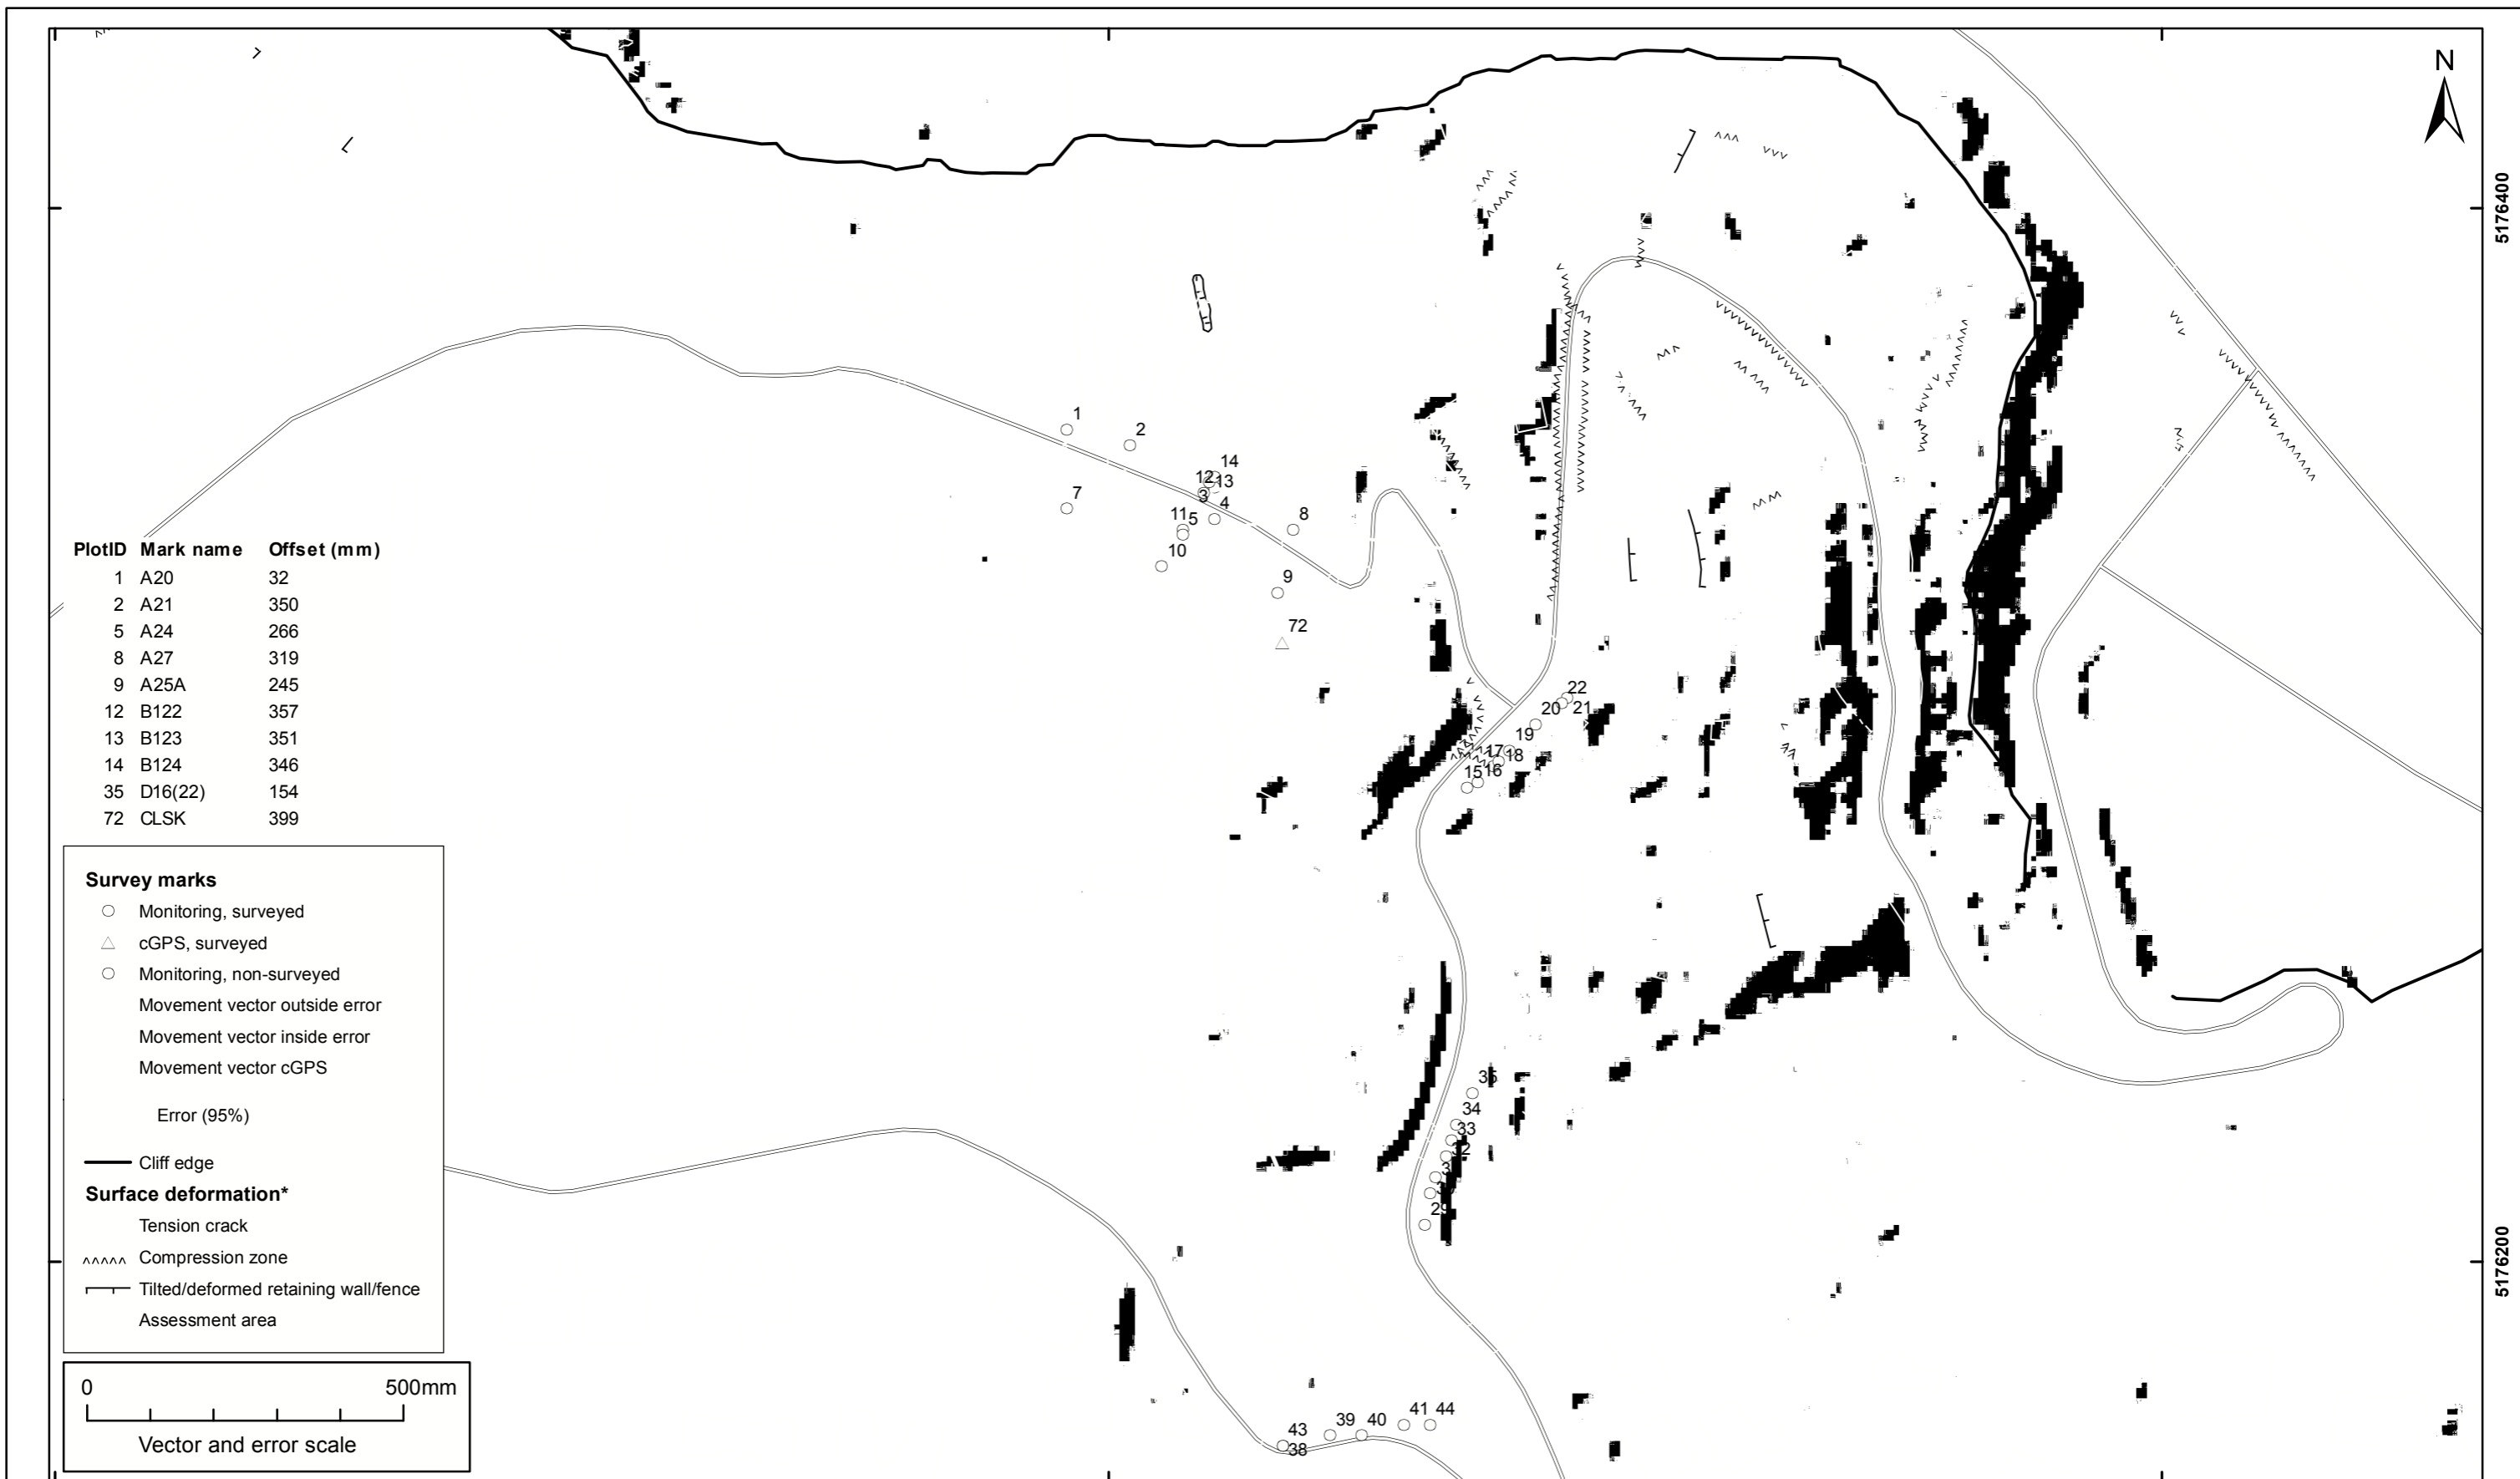 N
5176400
1
2
14
12
13
3
4
7
11
5
8
10
9
72
PlotID Mark name Offset (mm)
1 A20 32
2 A21 350
5 A24 266
8 A27 319
9 A25A 245
12 B122 357
13 B123 351
14 B124 346
35 D16(22) 154
72 CLSK 399
22
20
21
19
17
18
15
16
Survey marks
Monitoring, surveyed
cGPS, surveyed
Monitoring, non-surveyed
Movement vector outside error
Movement vector inside error
Movement vector cGPS
Error (95%)
Cliff edge
Surface deformation*
Tension crack
Compression zone
Tilted/deformed retaining wall/fence
Assessment area
35
34
33
32
29
5176200
0 500mm
Vector and error scale
43
38
39
40
41
44